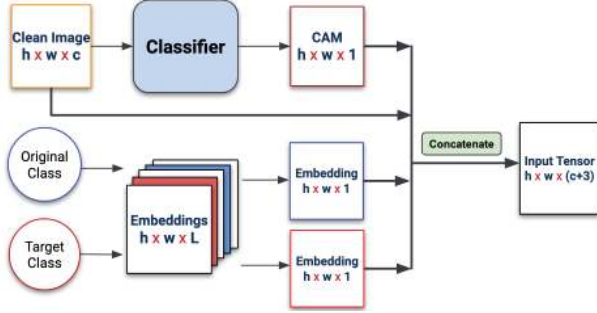 Clean Image
h x w x c
Classifier
CAM
h x w x 1
Original
Class
Target
Class
Embeddings
h x w x L
Embedding
h x w x 1
Embedding
h x w x 1
Concatenate
Input Tensor
h x w x (c+3)